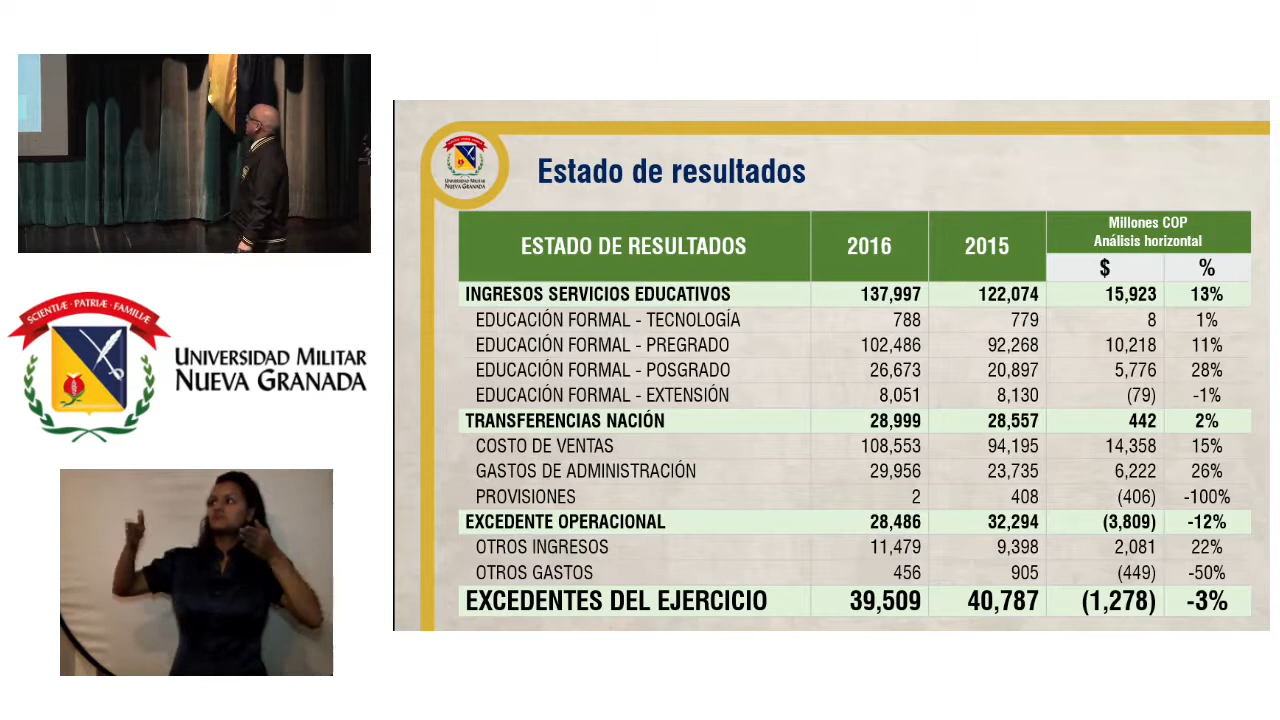 SCIENTIÆ · PATRIÆ · FAMILIÆ
UNIVERSIDAD MILITAR
NUEVA GRANADA
UNIVERSIDAD MILITAR
NUEVA GRANADA
Estado de resultados
ESTADO DE RESULTADOS 2016 2015 Millones COP
Análisis horizontal
$ %
INGRESOS SERVICIOS EDUCATIVOS 137,997 122,074 15,923 13%
EDUCACIÓN FORMAL - TECNOLOGÍA 788 779 8 1%
EDUCACIÓN FORMAL - PREGRADO 102,486 92,268 10,218 11%
EDUCACIÓN FORMAL - POSGRADO 26,673 20,897 5,776 28%
EDUCACIÓN FORMAL - EXTENSIÓN 8,051 8,130 (79) -1%
TRANSFERENCIAS NACIÓN 28,999 28,557 442 2%
COSTO DE VENTAS 108,553 94,195 14,358 15%
GASTOS DE ADMINISTRACIÓN 29,956 23,735 6,222 26%
PROVISIONES 2 408 (406) -100%
EXCEDENTE OPERACIONAL 28,486 32,294 (3,809) -12%
OTROS INGRESOS 11,479 9,398 2,081 22%
OTROS GASTOS 456 905 (449) -50%
EXCEDENTES DEL EJERCICIO 39,509 40,787 (1,278) -3%